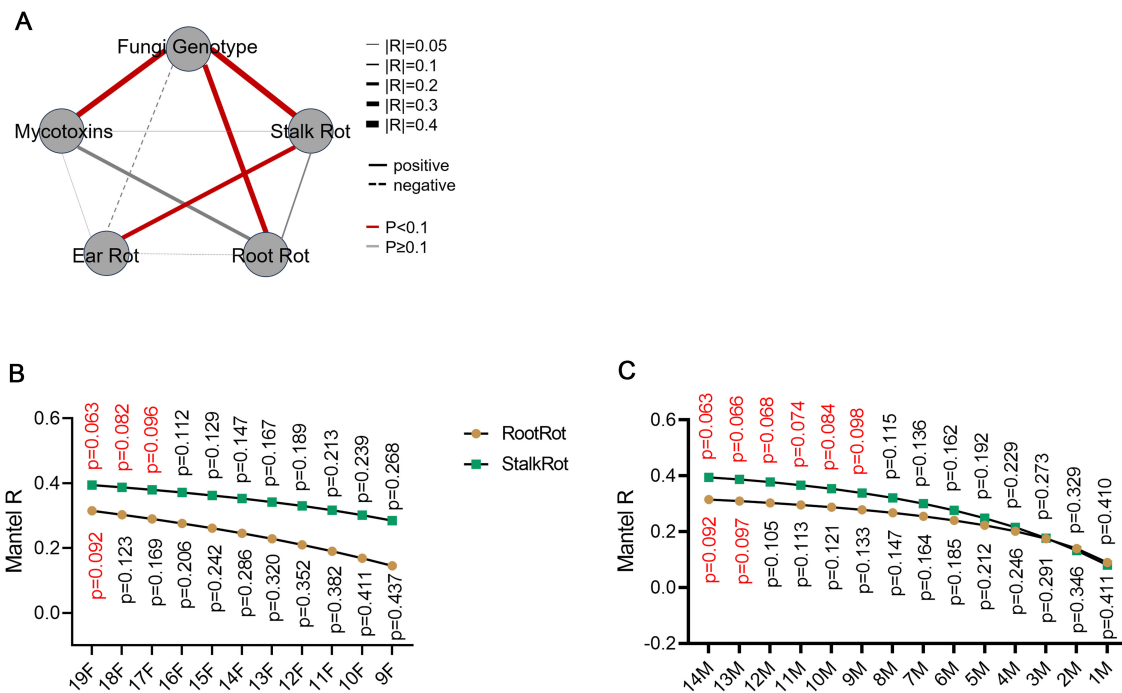 A
Fungi Genotype
Mycotoxins
Stalk Rot
Ear Rot
Root Rot
|R|=0.05
|R|=0.1
|R|=0.2
|R|=0.3
|R|=0.4
positive
negative
P<0.1
P≥0.1
B
Mantel R
0.6
0.4
0.2
0.0
p=0.063
p=0.082
p=0.096
p=0.112
p=0.129
p=0.147
p=0.167
p=0.189
p=0.213
p=0.239
p=0.268
p=0.092
p=0.123
p=0.169
p=0.206
p=0.242
p=0.286
p=0.320
p=0.352
p=0.382
p=0.411
p=0.437
19F
18F
17F
16F
15F
14F
13F
12F
11F
10F
9F
RootRot
StalkRot
C
Mantel R
0.6
0.4
0.2
0.0
-0.2
p=0.063
p=0.066
p=0.068
p=0.074
p=0.084
p=0.098
p=0.115
p=0.136
p=0.162
p=0.192
p=0.229
p=0.273
p=0.329
p=0.410
p=0.092
p=0.097
p=0.105
p=0.113
p=0.121
p=0.133
p=0.147
p=0.164
p=0.185
p=0.212
p=0.246
p=0.291
p=0.346
p=0.411
14M
13M
12M
11M
10M
9M
8M
7M
6M
5M
4M
3M
2M
1M